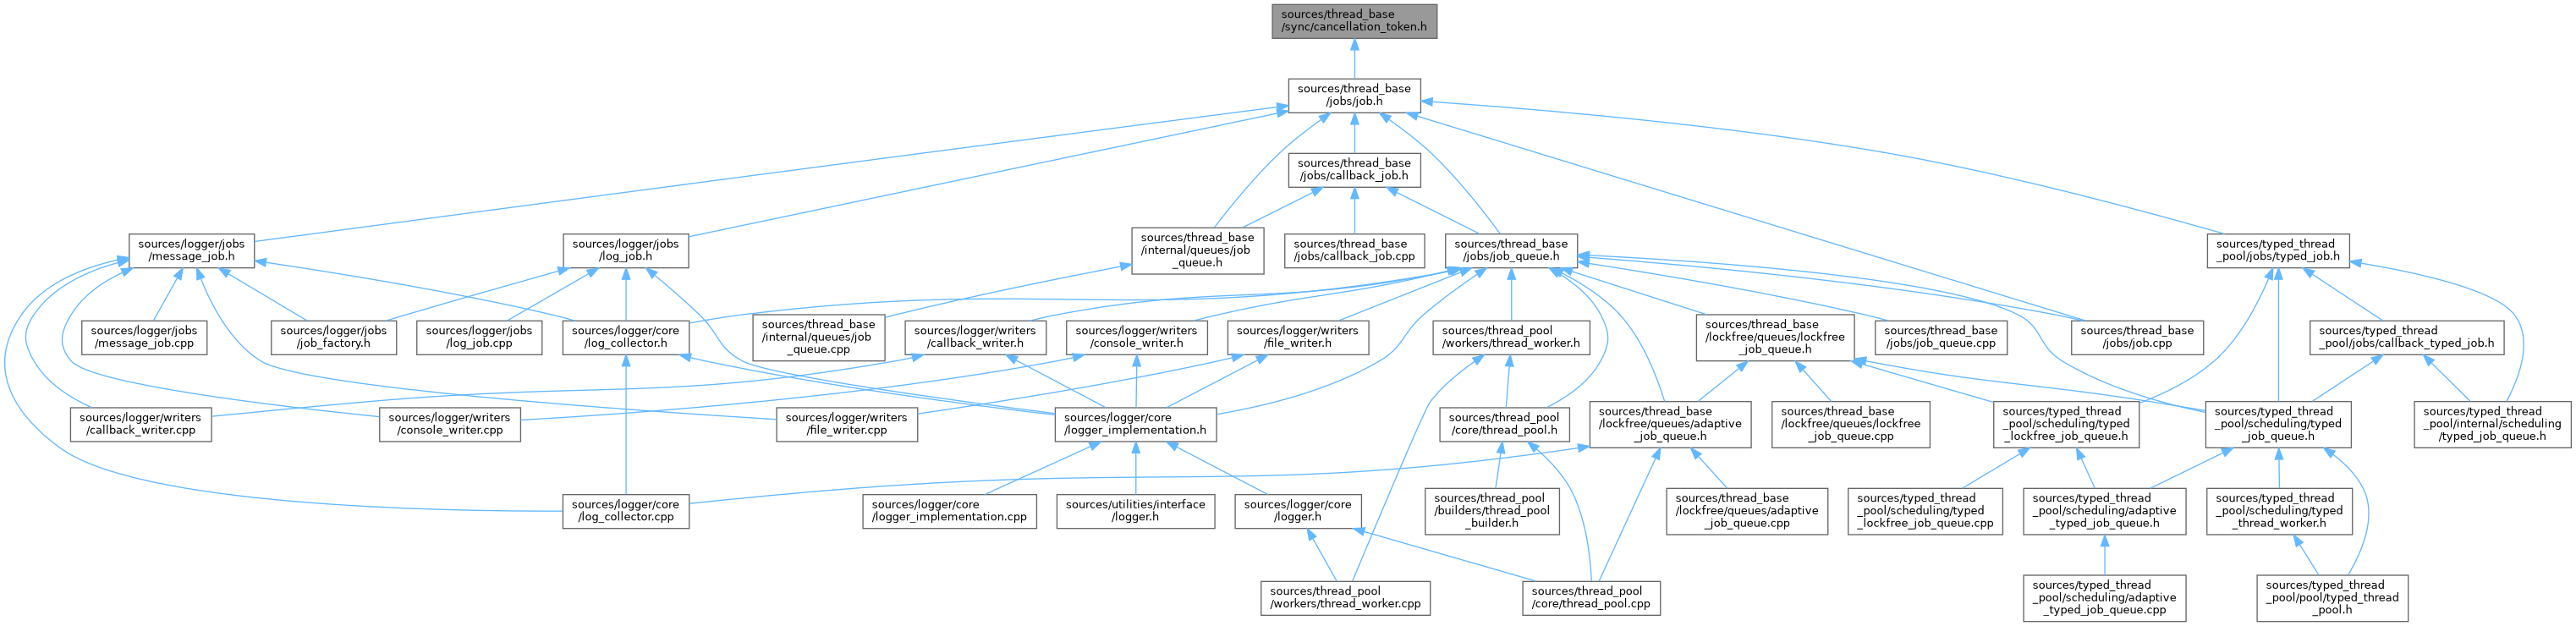 sources/thread_base
/sync/cancellation_token.h
sources/thread_base
/jobs/job.h
sources/thread_base
/jobs/callback_job.h
sources/logger/jobs
/message_job.h
sources/logger/jobs
/log_job.h
sources/thread_base
/internal/queues/job
_queue.h
sources/thread_base
/jobs/callback_job.cpp
sources/thread_base
/jobs/job_queue.h
sources/typed_thread
_pool/jobs/typed_job.h
sources/logger/jobs
/message_job.cpp
sources/logger/jobs
/job_factory.h
sources/logger/jobs
/log_job.cpp
sources/logger/core
/log_collector.h
sources/thread_base
/internal/queues/job
_queue.cpp
sources/logger/writers
/callback_writer.h
sources/logger/writers
/console_writer.h
sources/logger/writers
/file_writer.h
sources/thread_pool
/workers/thread_worker.h
sources/thread_base
/lockfree/queues/lockfree
_job_queue.h
sources/thread_base
/jobs/job_queue.cpp
sources/thread_base
/jobs/job.cpp
sources/typed_thread
_pool/jobs/callback_typed_job.h
sources/logger/writers
/callback_writer.cpp
sources/logger/writers
/console_writer.cpp
sources/logger/writers
/file_writer.cpp
sources/logger/core
/logger_implementation.h
sources/thread_pool
/core/thread_pool.h
sources/thread_base
/lockfree/queues/adaptive
_job_queue.h
sources/thread_base
/lockfree/queues/lockfree
_job_queue.cpp
sources/typed_thread
_pool/scheduling/typed
_lockfree_job_queue.h
sources/typed_thread
_pool/scheduling/typed
_job_queue.h
sources/typed_thread
_pool/internal/scheduling
/typed_job_queue.h
sources/logger/core
/log_collector.cpp
sources/logger/core
/logger_implementation.cpp
sources/utilities/interface
/logger.h
sources/logger/core
/logger.h
sources/thread_pool
/builders/thread_pool
_builder.h
sources/thread_base
/lockfree/queues/adaptive
_job_queue.cpp
sources/typed_thread
_pool/scheduling/typed
_lockfree_job_queue.cpp
sources/typed_thread
_pool/scheduling/adaptive
_typed_job_queue.h
sources/typed_thread
_pool/scheduling/typed
_thread_worker.h
sources/thread_pool
/workers/thread_worker.cpp
sources/thread_pool
/core/thread_pool.cpp
sources/typed_thread
_pool/scheduling/adaptive
_typed_job_queue.cpp
sources/typed_thread
_pool/pool/typed_thread
_pool.h